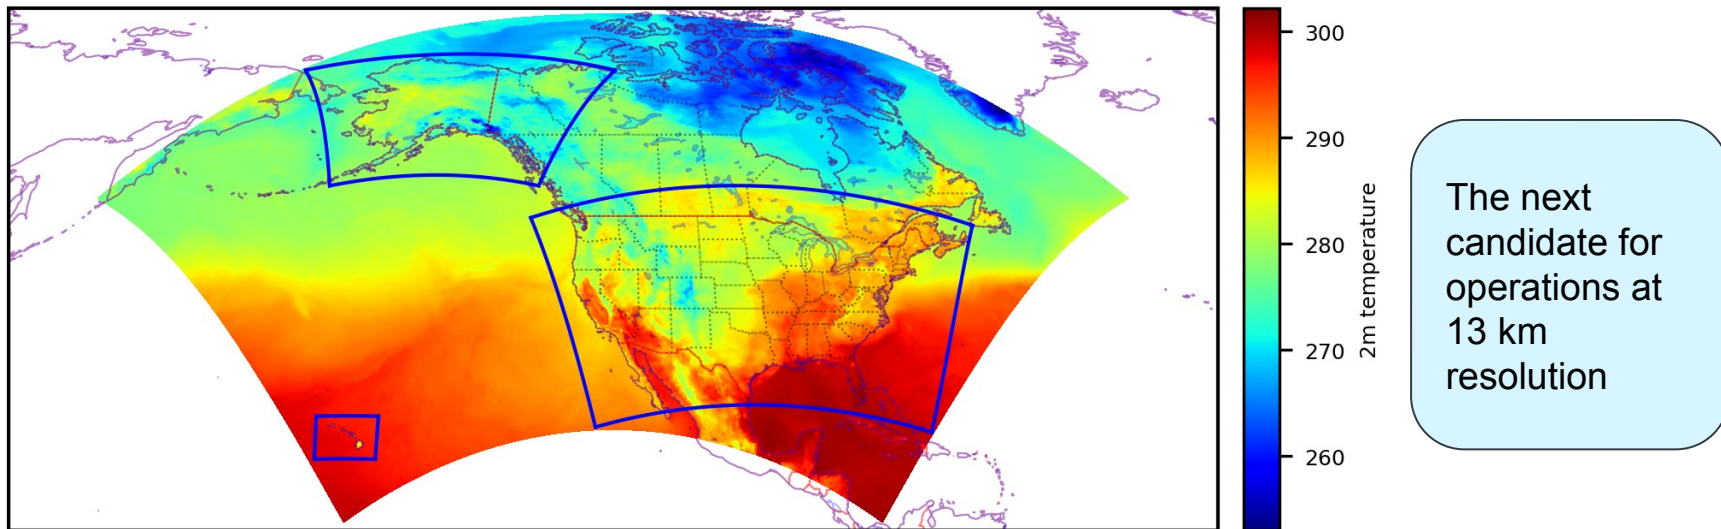 300
290
280
270
260
2m temperature
The next
candidate for
operations at
13 km
resolution